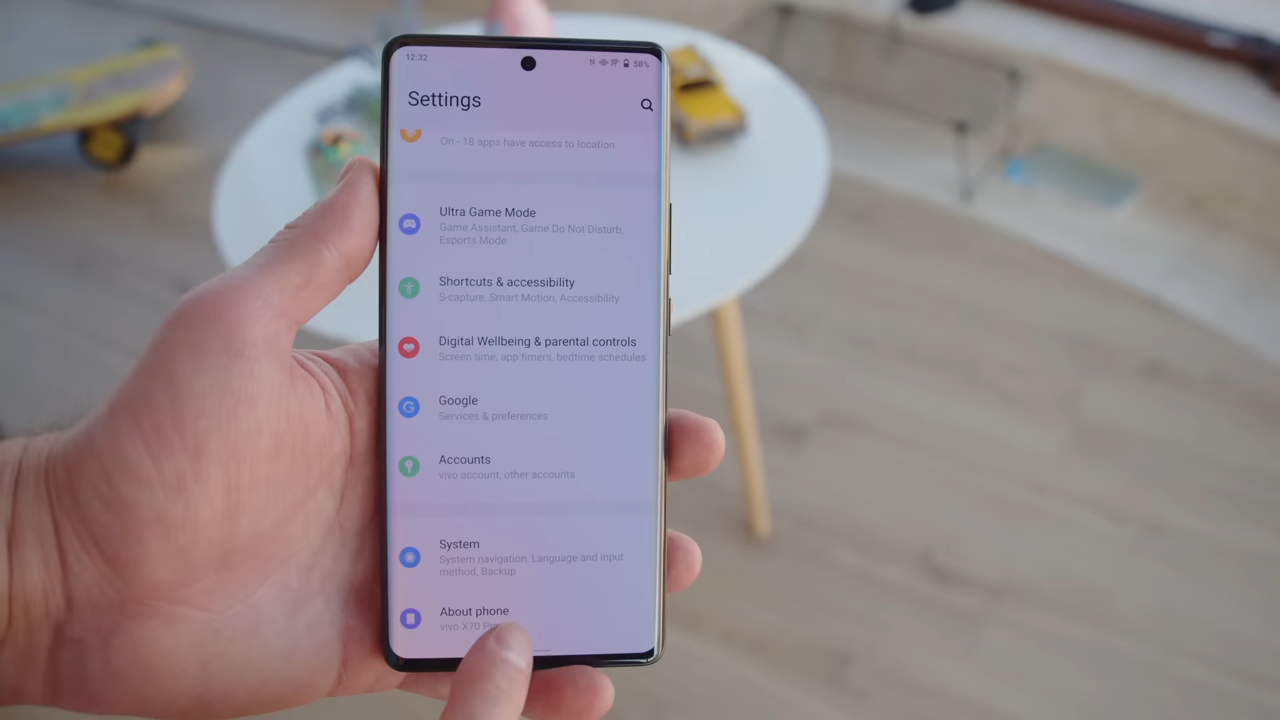 12:32
58%
Settings
On - 18 apps have access to location
Ultra Game Mode
Game Assistant, Game Do Not Disturb,
Esports Mode
Shortcuts & accessibility
S-capture, Smart Motion, Accessibility
Digital Wellbeing & parental controls
Screen time, app timers, bedtime schedules
Google
Services & preferences
Accounts
vivo account, other accounts
System
System navigation, Language and input
method, Backup
About phone
vivo X70